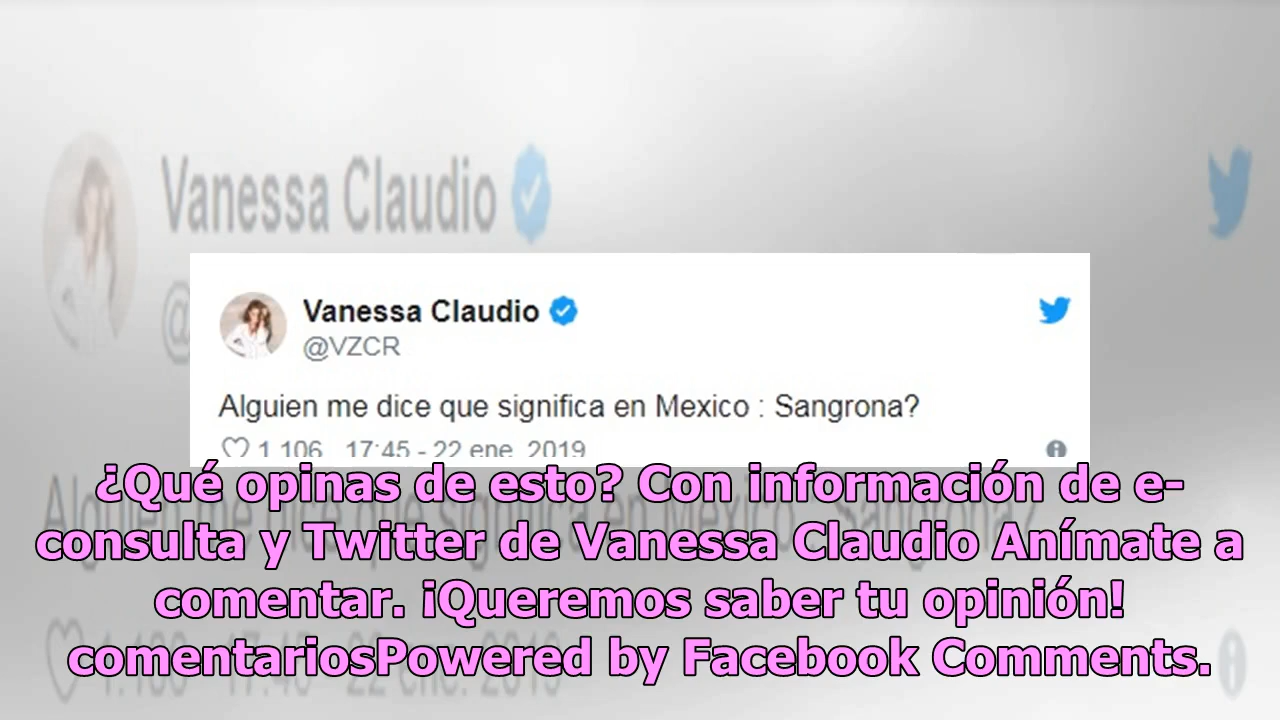 Vanessa Claudio
@
Vanessa Claudio
@VZCR
Alguien me dice que significa en Mexico : Sangrona?
1.106 17:45 - 22 ene. 2019
¿Qué opinas de esto? Con información de e-
consulta y Twitter de Vanessa Claudio Anímate a
comentar. ¡Queremos saber tu opinión!
comentariosPowered by Facebook Comments.